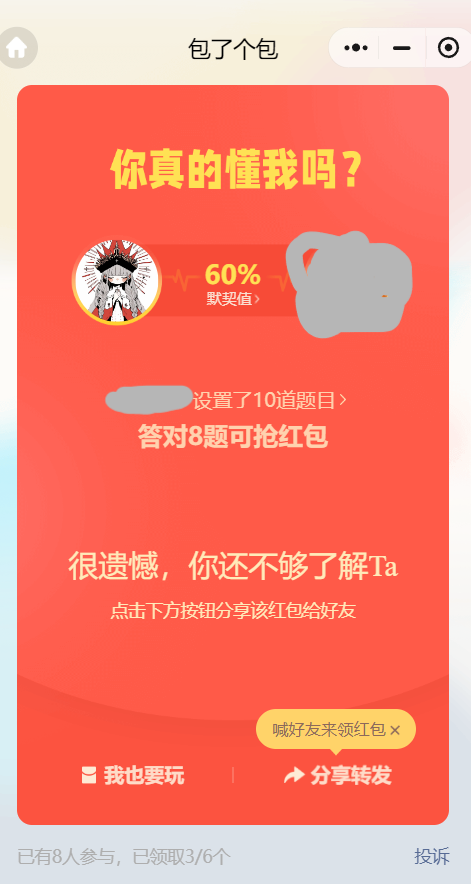 包了个包
你真的懂我吗?
60%
默契值>
设置了10道题目>
答对8题可抢红包
很遗憾，你还不够了解Ta
点击下方按钮分享该红包给好友
喊好友来领红包×
我也要玩
分享转发
已有8人参与，已领取3/6个
投诉